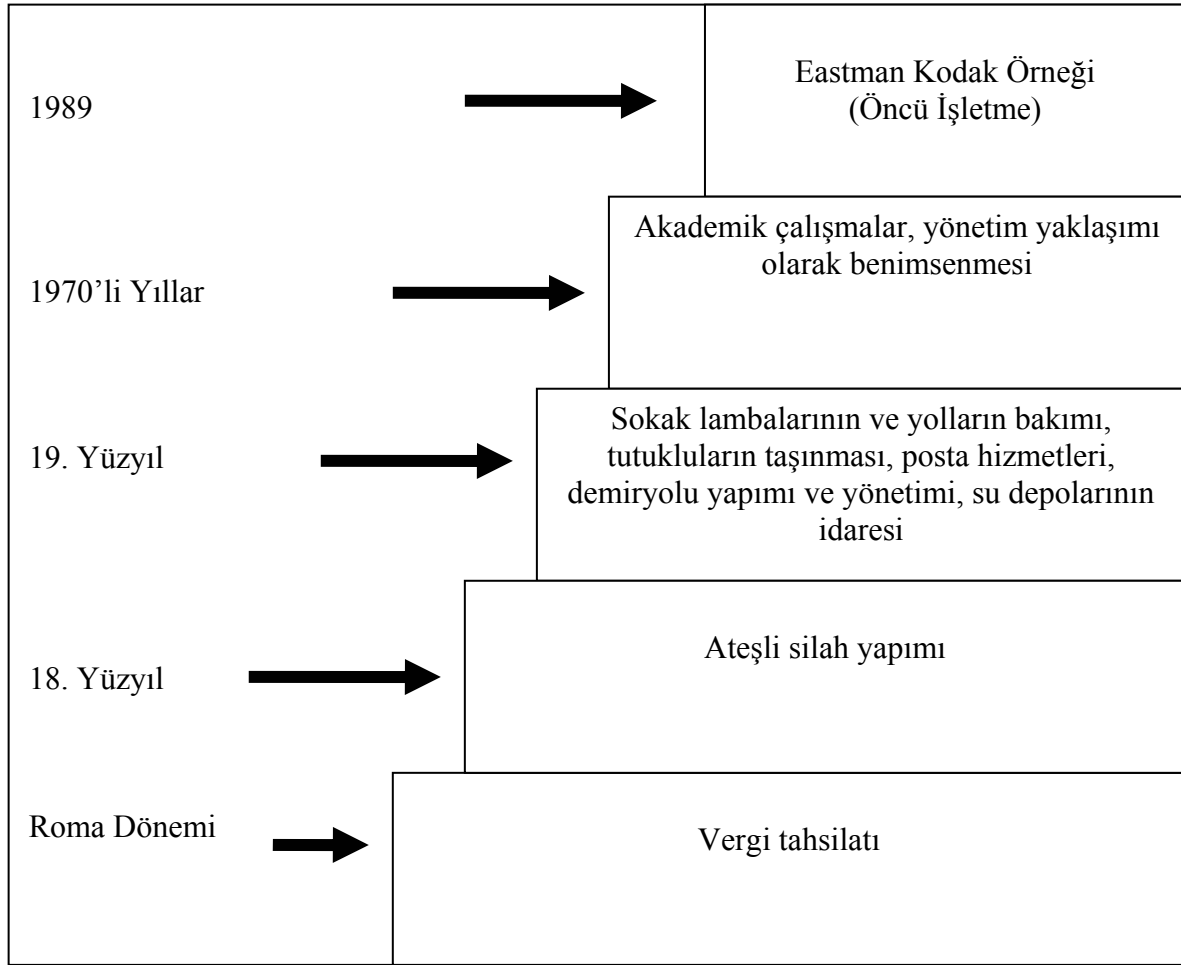 1989
Eastman Kodak Örneği
(Öncü İşletme)
1970’li Yıllar
Akademik çalışmalar, yönetim yaklaşımı
olarak benimsenmesi
19. Yüzyıl
Sokak lambalarının ve yolların bakımı,
tutukluların taşınması, posta hizmetleri,
demiryolu yapımı ve yönetimi, su depolarının
idaresi
18. Yüzyıl
Ateşli silah yapımı
Roma Dönemi
Vergi tahsilatı